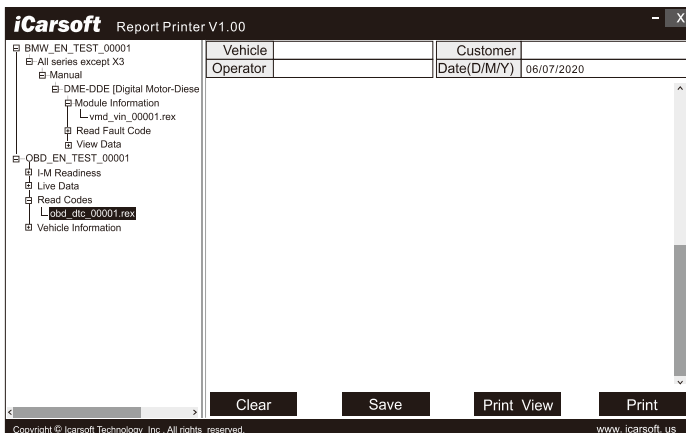 iCarsoft Report Printer V1.00
– X
BMW_EN_TEST_00001
All series except X3
Manual
DME-DDE [Digital Motor-Diese
Module Information
vmd_vin_00001.rex
Read Fault Code
View Data
OBD_EN_TEST_00001
I-M Readiness
Live Data
Read Codes
obd_dtc_00001.rex
Vehicle Information
Vehicle Customer
Operator Date(D/M/Y) 06/07/2020
Clear Save Print View Print
Copyright © Icarsoft Technology Inc . All rights reserved. www. icarsoft. us